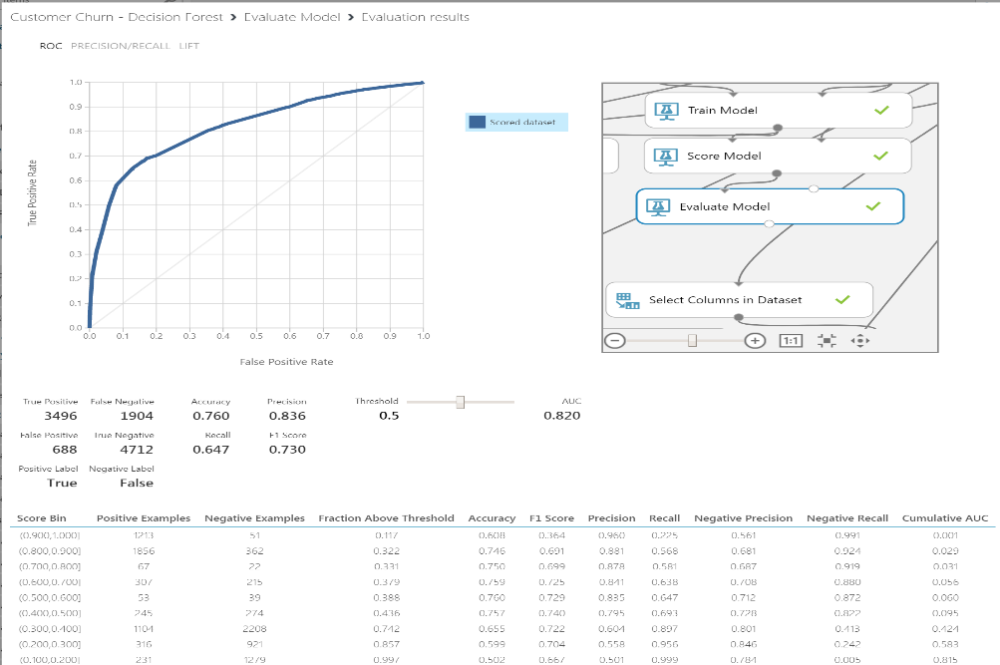 Customer Churn - Decision Forest > Evaluate Model > Evaluation results
ROC PRECISION/RECALL LIFT
1.0
0.9
0.8
0.7
0.6
0.5
0.4
0.3
0.2
0.1
0.0
True Positive Rate
0.0 0.1 0.2 0.3 0.4 0.5 0.6 0.7 0.8 0.9 1.0
False Positive Rate
Scored dataset
Train Model
Score Model
Evaluate Model
Select Columns in Dataset
1:1
True Positive False Negative Accuracy Precision Threshold AUC
3496 1904 0.760 0.836 0.5 0.820
False Positive True Negative Recall F1 Score
688 4712 0.647 0.730
Positive Label Negative Label
True False
Score Bin Positive Examples Negative Examples Fraction Above Threshold Accuracy F1 Score Precision Recall Negative Precision Negative Recall Cumulative AUC
(0.900,1.000] 1213 51 0.117 0.608 0.364 0.960 0.225 0.561 0.991 0.001
(0.800,0.900] 1856 362 0.322 0.746 0.691 0.881 0.568 0.681 0.924 0.029
(0.700,0.800] 67 22 0.331 0.750 0.699 0.878 0.581 0.687 0.919 0.031
(0.600,0.700] 307 215 0.379 0.759 0.725 0.841 0.638 0.708 0.880 0.056
(0.500,0.600] 53 39 0.388 0.760 0.729 0.835 0.647 0.712 0.872 0.060
(0.400,0.500] 245 274 0.436 0.757 0.740 0.795 0.693 0.728 0.822 0.095
(0.300,0.400] 1104 2208 0.742 0.655 0.722 0.604 0.897 0.801 0.413 0.424
(0.200,0.300] 316 921 0.857 0.599 0.704 0.558 0.956 0.846 0.242 0.583
(0.100,0.200] 231 1279 0.997 0.502 0.667 0.501 0.999 0.784 0.005 0.815